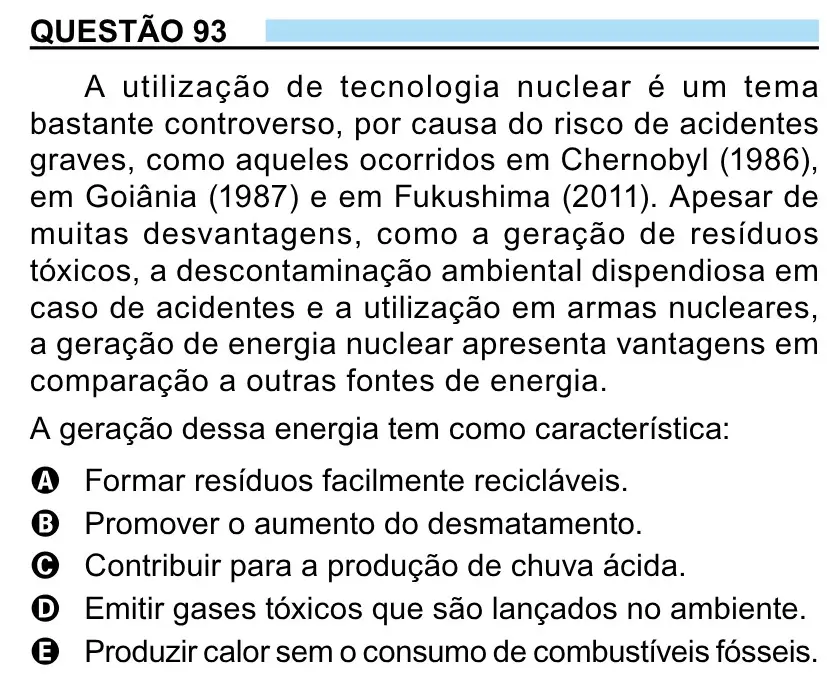 QUESTÃO 93
A utilização de tecnologia nuclear é um tema
bastante controverso, por causa do risco de acidentes
graves, como aqueles ocorridos em Chernobyl (1986),
em Goiânia (1987) e em Fukushima (2011). Apesar de
muitas desvantagens, como a geração de resíduos
tóxicos, a descontaminação ambiental dispendiosa em
caso de acidentes e a utilização em armas nucleares,
a geração de energia nuclear apresenta vantagens em
comparação a outras fontes de energia.
A geração dessa energia tem como característica:
A Formar resíduos facilmente recicláveis.
B Promover o aumento do desmatamento.
C Contribuir para a produção de chuva ácida.
D Emitir gases tóxicos que são lançados no ambiente.
E Produzir calor sem o consumo de combustíveis fósseis.